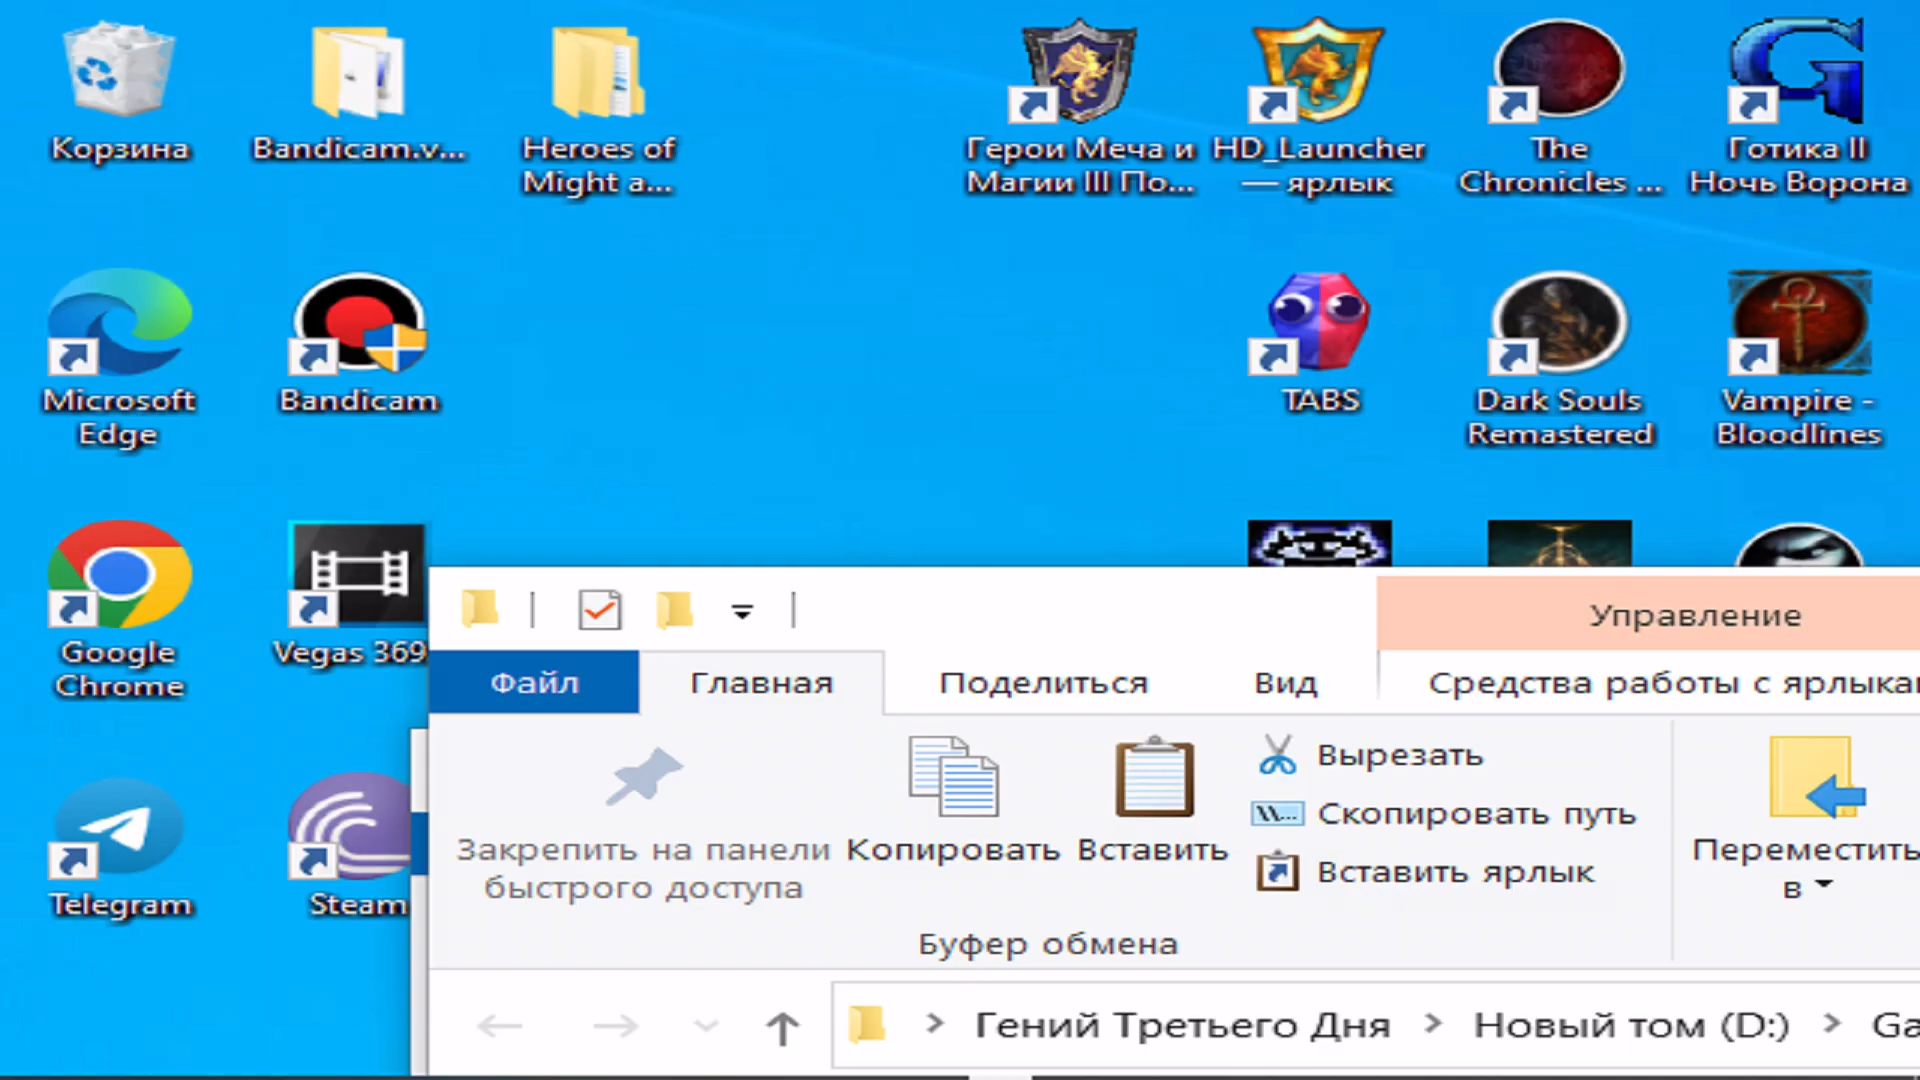 Корзина
Bandicam.v...
Heroes of
Might a...
Герои Меча и
Магии III По...
HD_Launcher
— ярлык
The
Chronicles ...
Готика II
Ночь Ворона
Microsoft
Edge
Bandicam
TABS
Dark Souls
Remastered
Vampire -
Bloodlines
Google
Chrome
Vegas 369
Telegram
Steam
Управление
Файл
Главная
Поделиться
Вид
Средства работы с ярлыка
Закрепить на панели
быстрого доступа
Копировать
Вставить
Вырезать
\\...
Скопировать путь
Вставить ярлык
Переместить
в
Буфер обмена
Гений Третьего Дня > Новый том (D:) > Ga